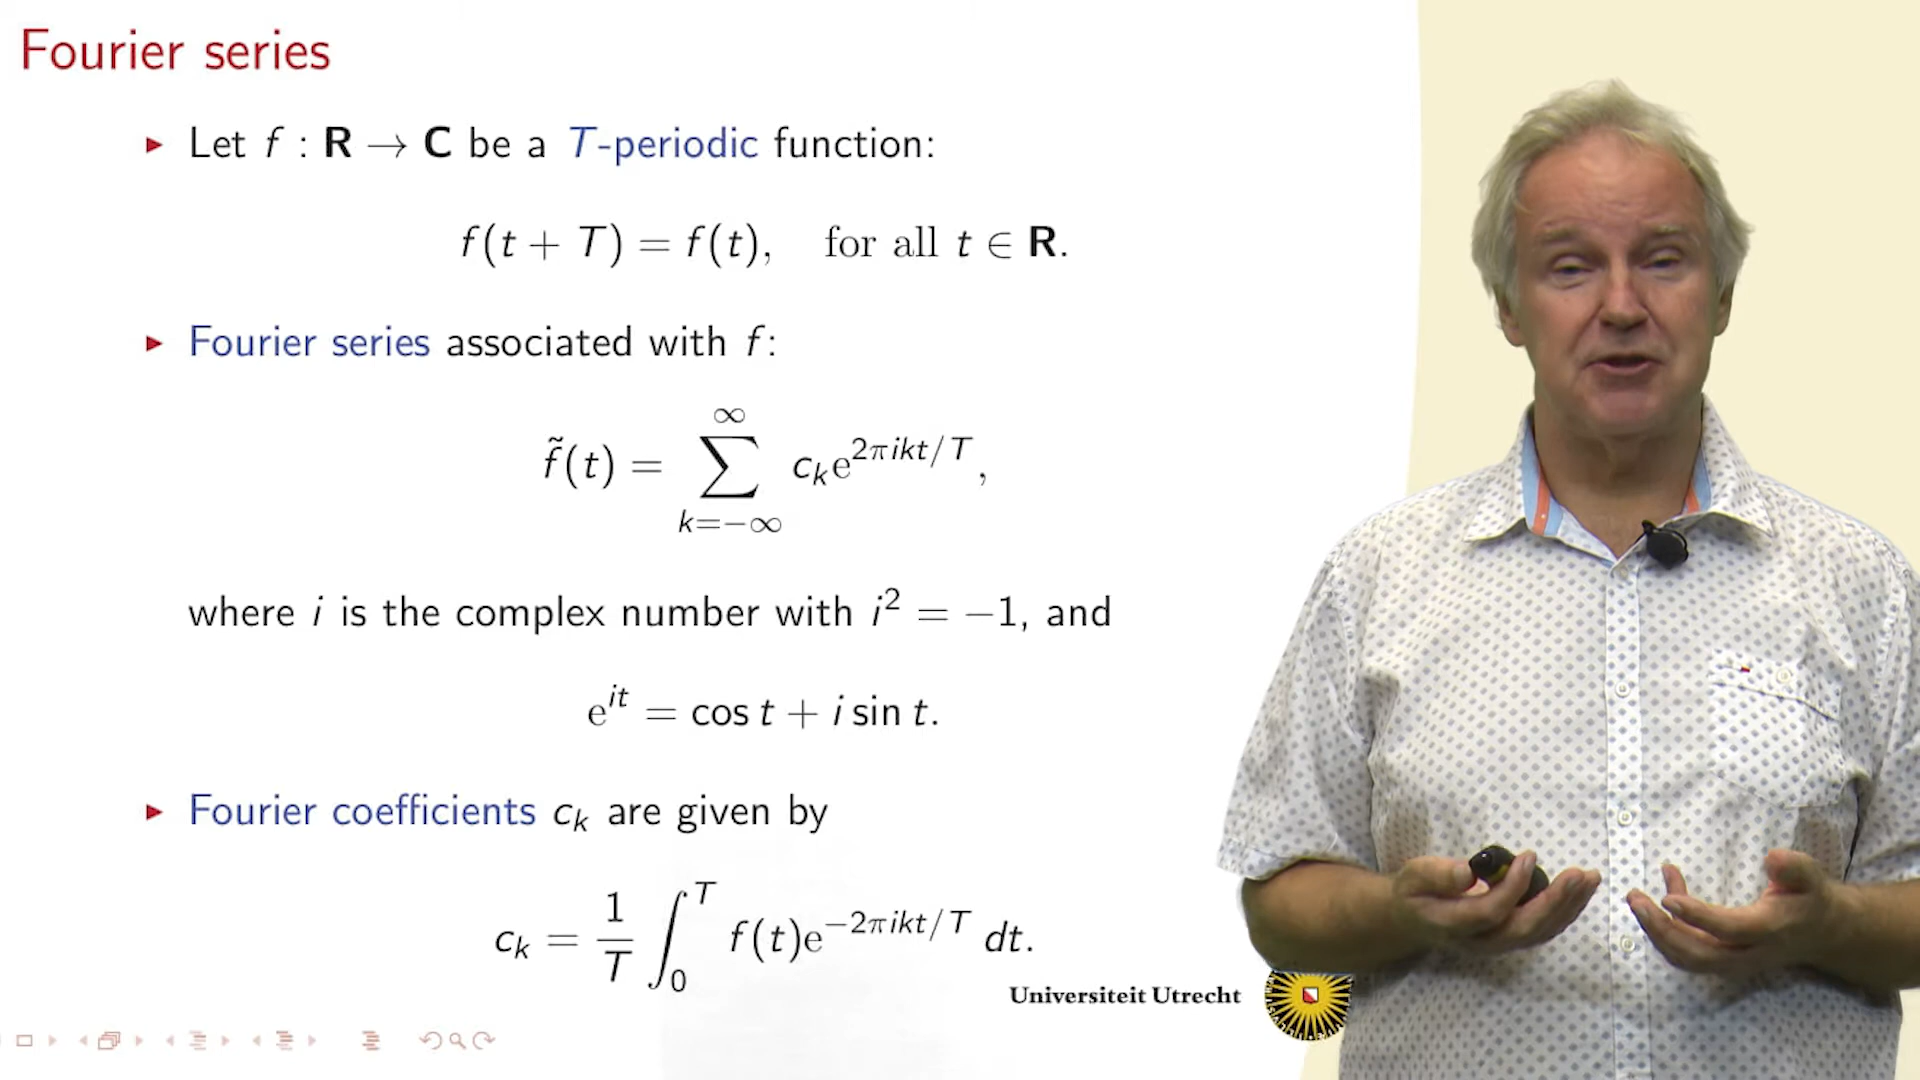 Fourier series
▸ Let f : R → C be a T-periodic function:
f(t + T) = f(t), for all t ∈ R.
▸ Fourier series associated with f:
f̃(t) = ∑_{k=−∞}^{∞} c_k e^{2πikt/T},
where i is the complex number with i² = −1, and
e^{it} = cos t + i sin t.
▸ Fourier coefficients c_k are given by
c_k = \frac{1}{T} ∫_0^T f(t)e^{−2πikt/T} dt.
Universiteit Utrecht